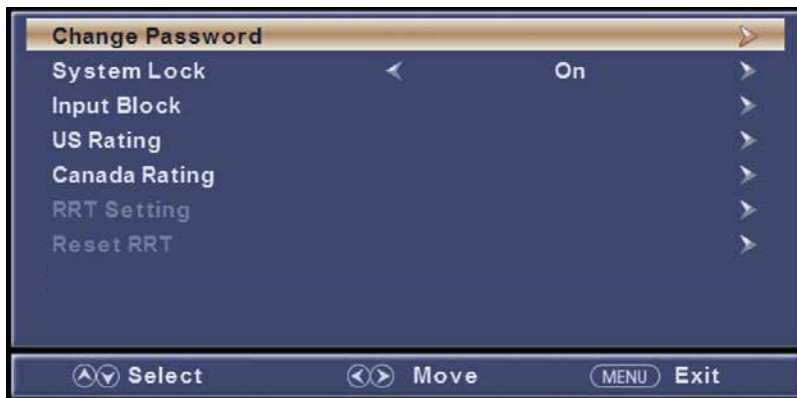 Change Password
System Lock On
Input Block
US Rating
Canada Rating
RRT Setting
Reset RRT
Select Move MENU Exit